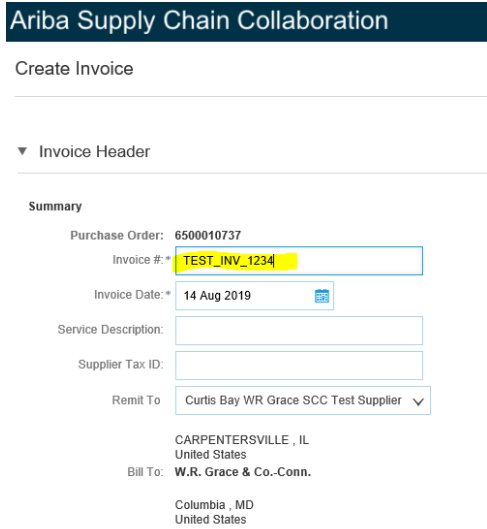 Ariba Supply Chain Collaboration
Create Invoice
▼ Invoice Header
Summary
Purchase Order: 6500010737
Invoice #:* TEST_INV_1234
Invoice Date:* 14 Aug 2019
Service Description:
Supplier Tax ID:
Remit To Curtis Bay WR Grace SCC Test Supplier
CARPENTERSVILLE , IL
United States
Bill To: W.R. Grace & Co.-Conn.
Columbia , MD
United States